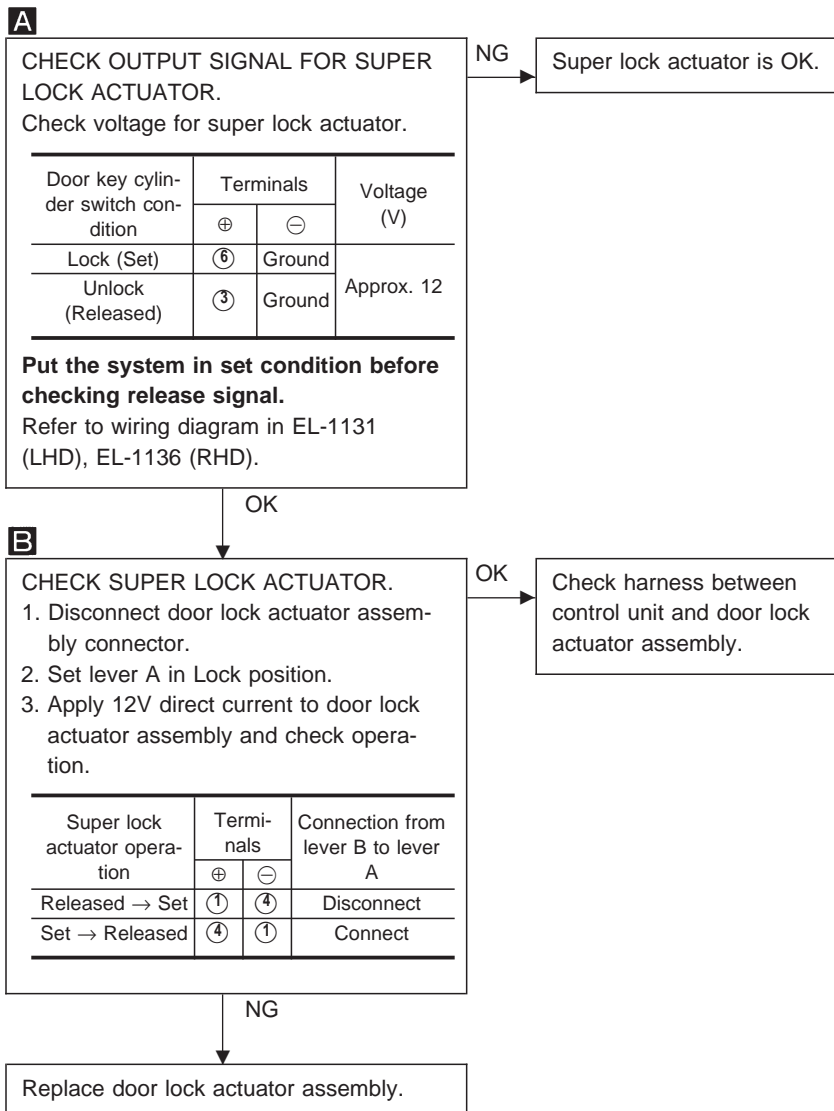 A
CHECK OUTPUT SIGNAL FOR SUPER
LOCK ACTUATOR.
Check voltage for super lock actuator.
Door key cylin-
der switch con-
dition
Terminals
Voltage
(V)
⊕ ⊖
Lock (Set) ⑥ Ground
Unlock
(Released)
③ Ground
Approx. 12
Put the system in set condition before
checking release signal.
Refer to wiring diagram in EL-1131
(LHD), EL-1136 (RHD).
NG
Super lock actuator is OK.
OK
B
CHECK SUPER LOCK ACTUATOR.
1. Disconnect door lock actuator assem-
bly connector.
2. Set lever A in Lock position.
3. Apply 12V direct current to door lock
actuator assembly and check opera-
tion.
Super lock
actuator opera-
tion
Termi-
nals
Connection from
lever B to lever
A
⊕ ⊖
Released → Set ① ④ Disconnect
Set → Released ④ ① Connect
OK
Check harness between
control unit and door lock
actuator assembly.
NG
Replace door lock actuator assembly.